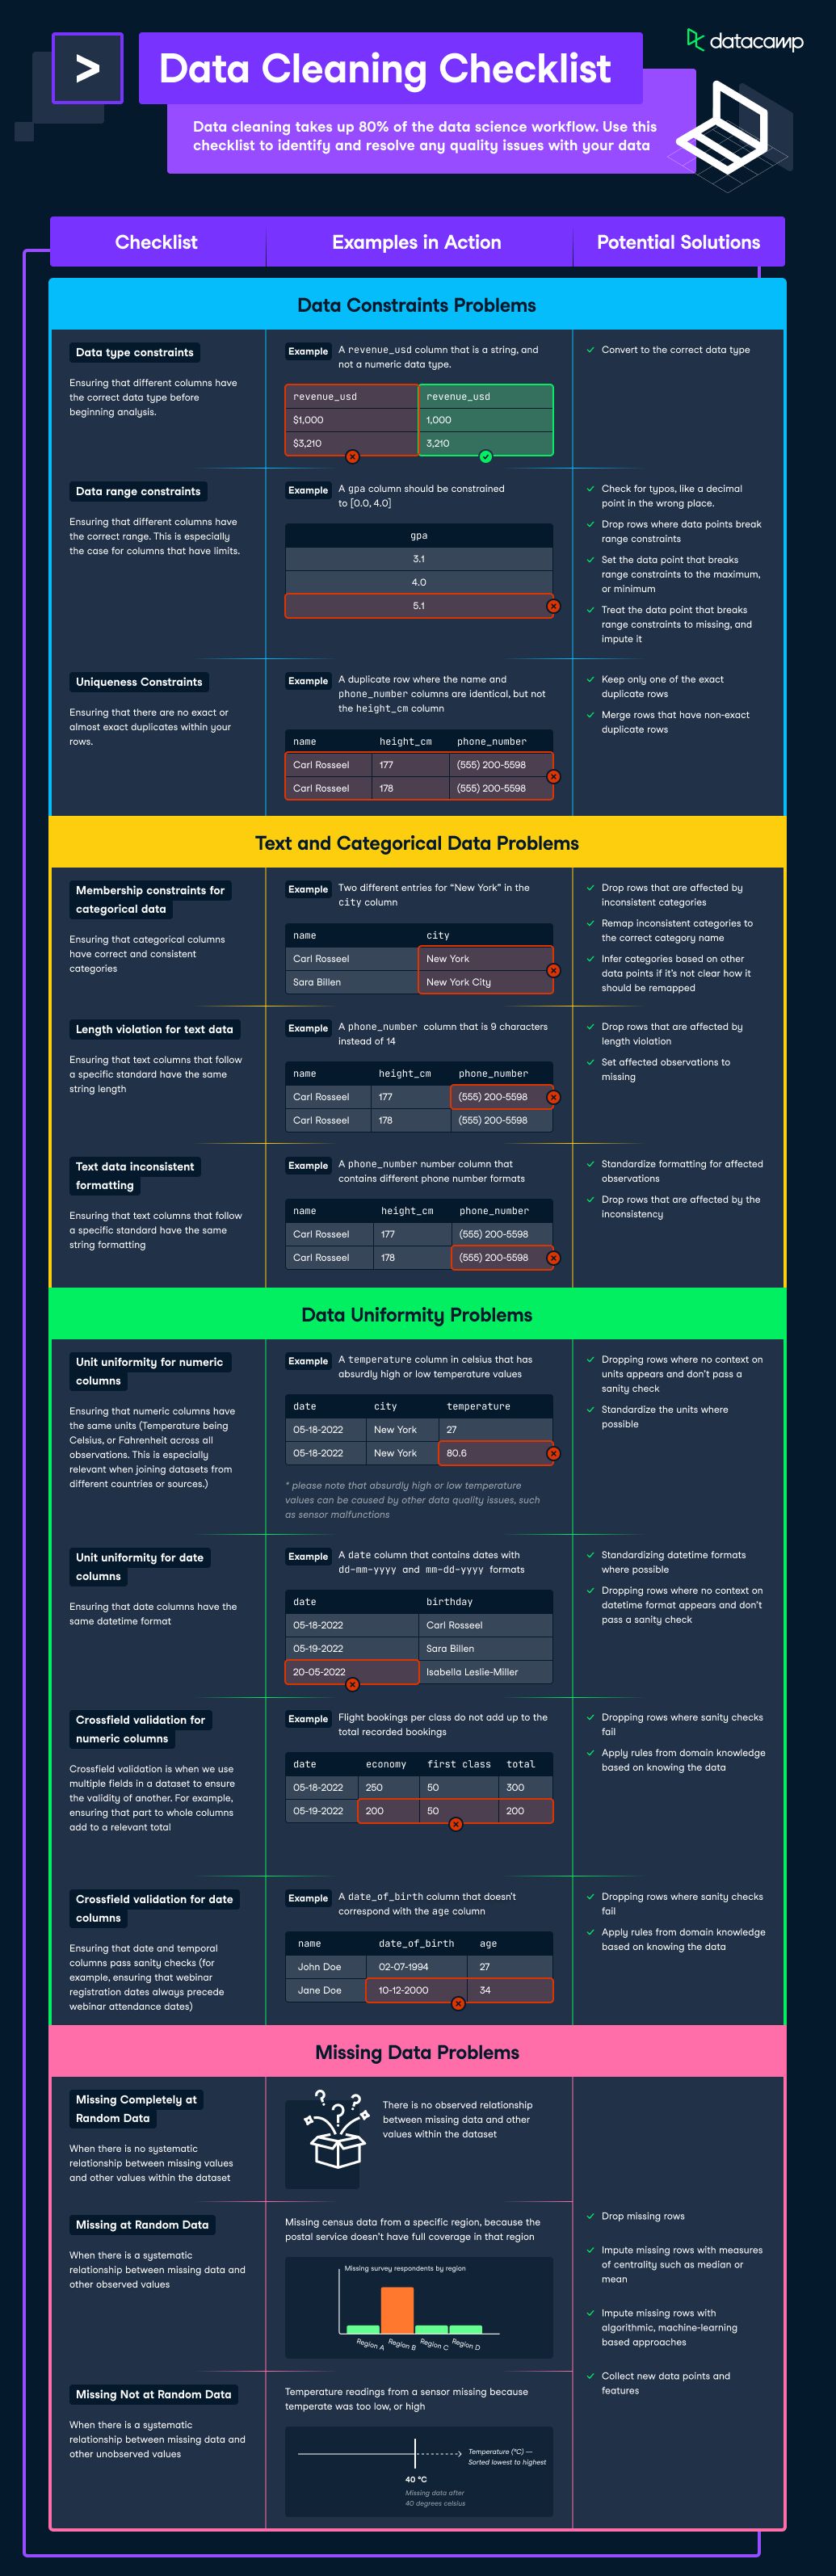 datacamp
>
Data Cleaning Checklist
Data cleaning takes up 80% of the data science workflow. Use this
checklist to identify and resolve any quality issues with your data
Checklist
Examples in Action
Potential Solutions
Data Constraints Problems
Data type constraints
Ensuring that different columns have
the correct data type before
beginning analysis.
Example
A revenue_usd column that is a string, and
not a numeric data type.
revenue_usd revenue_usd
$1,000 1,000
$3,210 3,210
Convert to the correct data type
Data range constraints
Ensuring that different columns have
the correct range. This is especially
the case for columns that have limits.
Example
A gpa column should be constrained
to [0.0, 4.0]
gpa
3.1
4.0
5.1
Check for typos, like a decimal
point in the wrong place.
Drop rows where data points break
range constraints
Set the data point that breaks
range constraints to the maximum,
or minimum
Treat the data point that breaks
range constraints to missing, and
impute it
Uniqueness Constraints
Ensuring that there are no exact or
almost exact duplicates within your
rows.
Example
A duplicate row where the name and
phone_number columns are identical, but not
the height_cm column
name height_cm phone_number
Carl Rosseel 177 (555) 200-5598
Carl Rosseel 178 (555) 200-5598
Keep only one of the exact
duplicate rows
Merge rows that have non-exact
duplicate rows
Text and Categorical Data Problems
Membership constraints for
categorical data
Ensuring that categorical columns
have correct and consistent
categories
Example
Two different entries for “New York” in the
city column
name city
Carl Rosseel New York
Sara Billen New York City
Drop rows that are affected by
inconsistent categories
Remap inconsistent categories to
the correct category name
Infer categories based on other
data points if it's not clear how it
should be remapped
Length violation for text data
Ensuring that text columns that follow
a specific standard have the same
string length
Example
A phone_number column that is 9 characters
instead of 14
name height_cm phone_number
Carl Rosseel 177 (555) 200-5598
Carl Rosseel 178 (555) 200-5598
Drop rows that are affected by
length violation
Set affected observations to
missing
Text data inconsistent
formatting
Ensuring that text columns that follow
a specific standard have the same
string formatting
Example
A phone_number number column that
contains different phone number formats
name height_cm phone_number
Carl Rosseel 177 (555) 200-5598
Carl Rosseel 178 (555) 200-5598
Standardize formatting for affected
observations
Drop rows that are affected by the
inconsistency
Data Uniformity Problems
Unit uniformity for numeric
columns
Ensuring that numeric columns have
the same units (Temperature being
Celsius, or Fahrenheit across all
observations. This is especially
relevant when joining datasets from
different countries or sources.)
Example
A temperature column in celsius that has
absurdly high or low temperature values
date city temperature
05-18-2022 New York 27
05-18-2022 New York 80.6
* please note that absurdly high or low temperature
values can be caused by other data quality issues, such
as sensor malfunctions
Dropping rows where no context on
units appears and don't pass a
sanity check
Standardize the units where
possible
Unit uniformity for date
columns
Ensuring that date columns have the
same datetime format
Example
A date column that contains dates with
dd-mm-yyyy and mm-dd-yyyy formats
date birthday
05-18-2022 Carl Rosseel
05-19-2022 Sara Billen
20-05-2022 Isabella Leslie-Miller
Standardizing datetime formats
where possible
Dropping rows where no context on
datetime format appears and don't
pass a sanity check
Crossfield validation for
numeric columns
Crossfield validation is when we use
multiple fields in a dataset to ensure
the validity of another. For example,
ensuring that part to whole columns
add to a relevant total
Example
Flight bookings per class do not add up to the
total recorded bookings
date economy first class total
05-18-2022 250 50 300
05-19-2022 200 50 200
Dropping rows where sanity checks
fail
Apply rules from domain knowledge
based on knowing the data
Crossfield validation for date
columns
Ensuring that date and temporal
columns pass sanity checks (for
example, ensuring that webinar
registration dates always precede
webinar attendance dates)
Example
A date_of_birth column that doesn't
correspond with the age column
name date_of_birth age
John Doe 02-07-1994 27
Jane Doe 10-12-2000 34
Dropping rows where sanity checks
fail
Apply rules from domain knowledge
based on knowing the data
Missing Data Problems
Missing Completely at
Random Data
When there is no systematic
relationship between missing values
and other values within the dataset
? ? ?
There is no observed relationship
between missing data and other
values within the dataset
Missing at Random Data
When there is a systematic
relationship between missing data and
other observed values
Missing census data from a specific region, because the
postal service doesn't have full coverage in that region
Missing survey respondents by region
Region A Region B Region C Region D
Missing Not at Random Data
When there is a systematic
relationship between missing data and
other unobserved values
Temperature readings from a sensor missing because
temperate was too low, or high
Temperature (°C) —
Sorted lowest to highest
40 °C
Missing data after
40 degrees celsius
Drop missing rows
Impute missing rows with measures
of centrality such as median or
mean
Impute missing rows with
algorithmic, machine-learning
based approaches
Collect new data points and
features